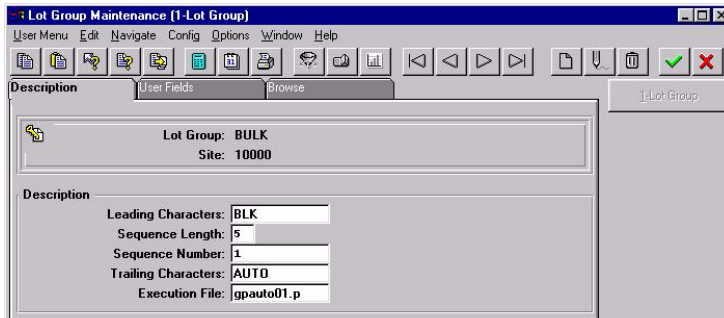 Lot Group Maintenance (1-Lot Group)
User Menu Edit Navigate Config Options Window Help
Description User Fields Browse
1-Lot Group
Lot Group: BULK
Site: 10000
Description
Leading Characters: BLK
Sequence Length: 5
Sequence Number: 1
Trailing Characters: AUTO
Execution File: gpauto01.p